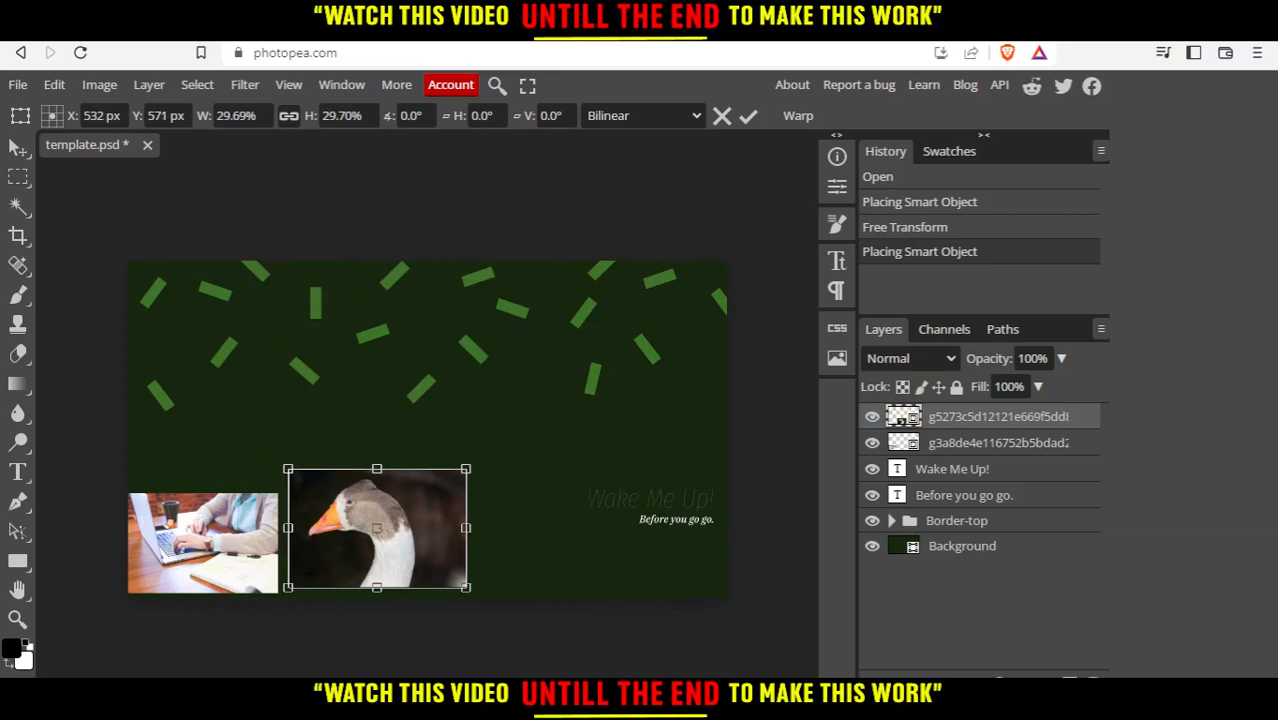 “WATCH THIS VIDEO UNTILL THE END TO MAKE THIS WORK”
photopea.com
File Edit Image Layer Select Filter View Window More Account About Report a bug Learn Blog API
X: 532 px Y: 571 px W: 29.69% H: 29.70% ∡: 0.0° H: 0.0° V: 0.0° Bilinear Warp
template.psd *
<> ><
History Swatches
Open
Placing Smart Object
Free Transform
Placing Smart Object
CSS
Layers Channels Paths
Normal Opacity: 100%
Lock: Fill: 100%
g5273c5d12121e669f5dd8
g3a8de4e116752b5bdad2
T Wake Me Up!
T Before you go go.
Border-top
Background
Wake Me Up!
Before you go go.
“WATCH THIS VIDEO UNTILL THE END TO MAKE THIS WORK”